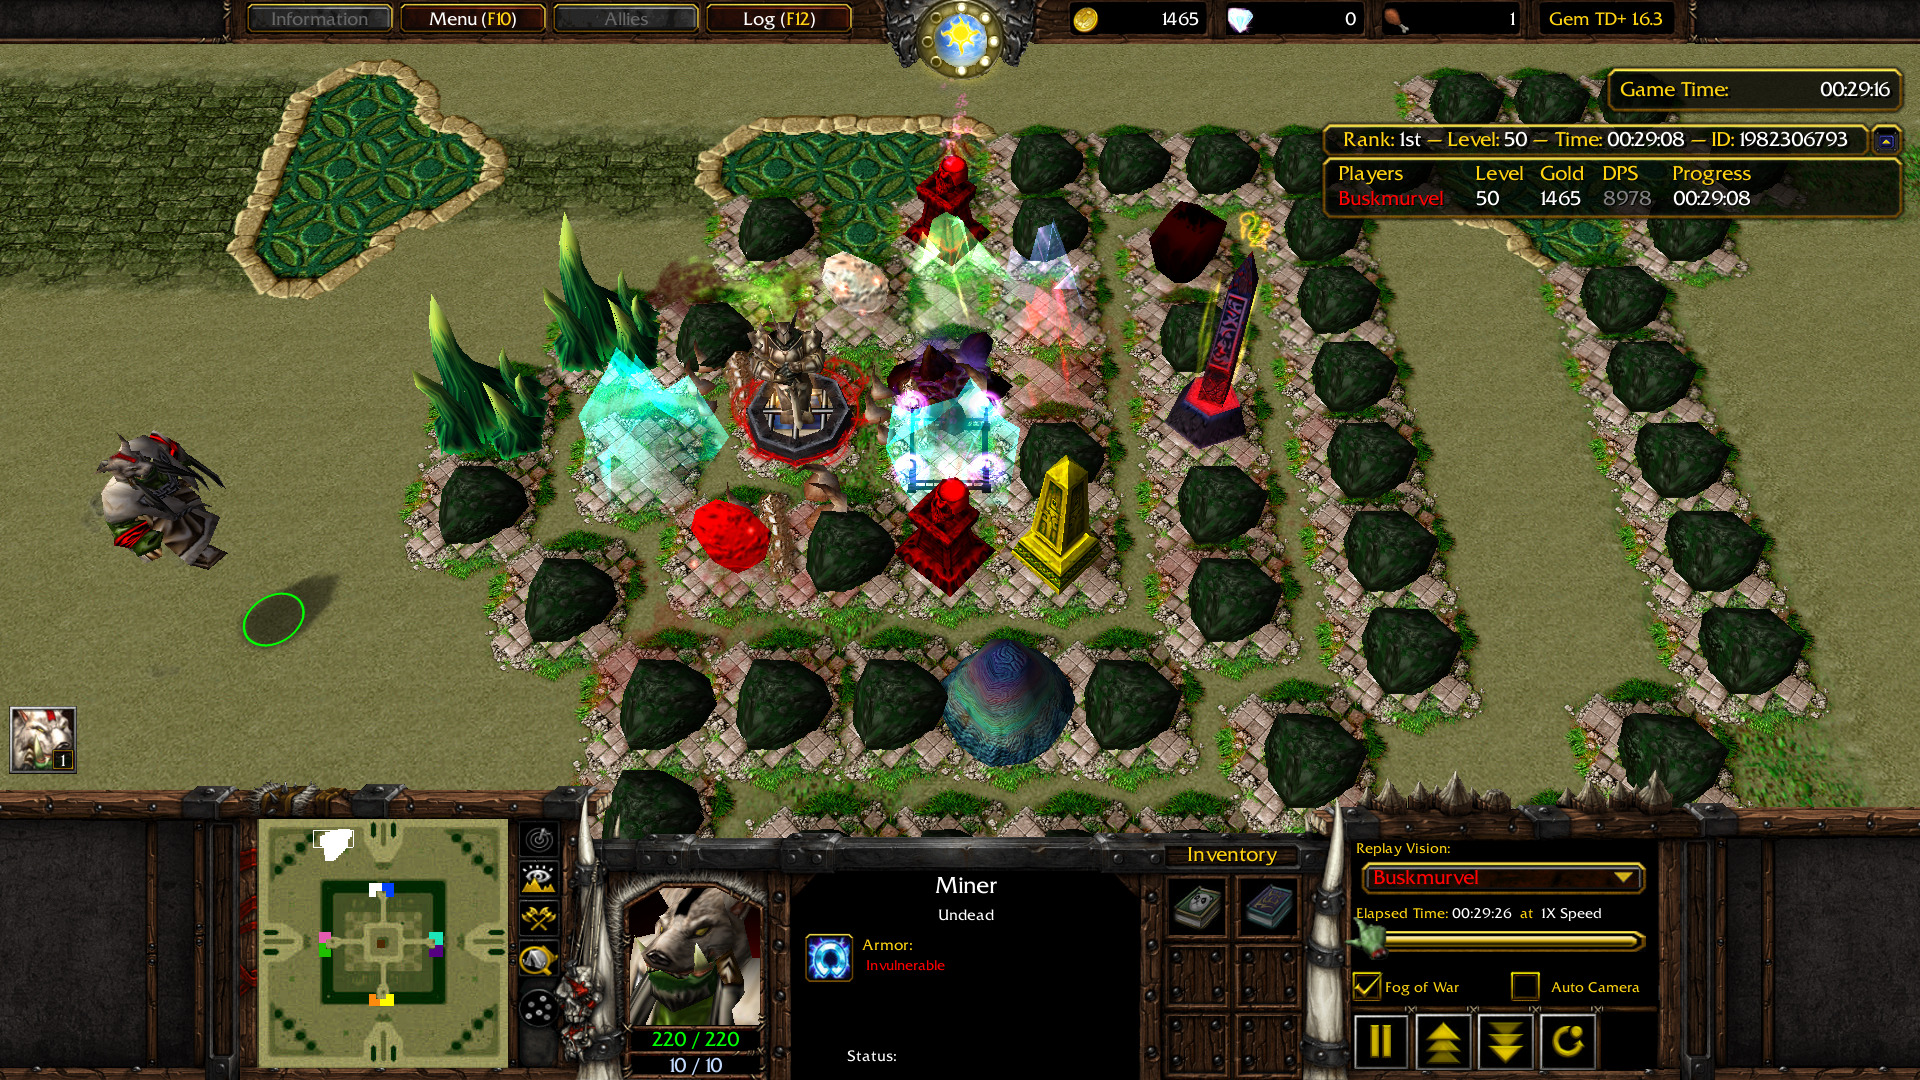 Information
Menu (F10)
Allies
Log (F12)
1465
0
1
Gem TD+ 16.3
Game Time: 00:29:16
Rank: 1st — Level: 50 — Time: 00:29:08 — ID: 1982306793
Players Level Gold DPS Progress
Buskmurvel 50 1465 8978 00:29:08
1
Miner
Undead
Armor:
Invulnerable
Status:
220 / 220
10 / 10
Inventory
Replay Vision:
Buskmurvel
Elapsed Time: 00:29:26 at 1X Speed
Fog of War
Auto Camera